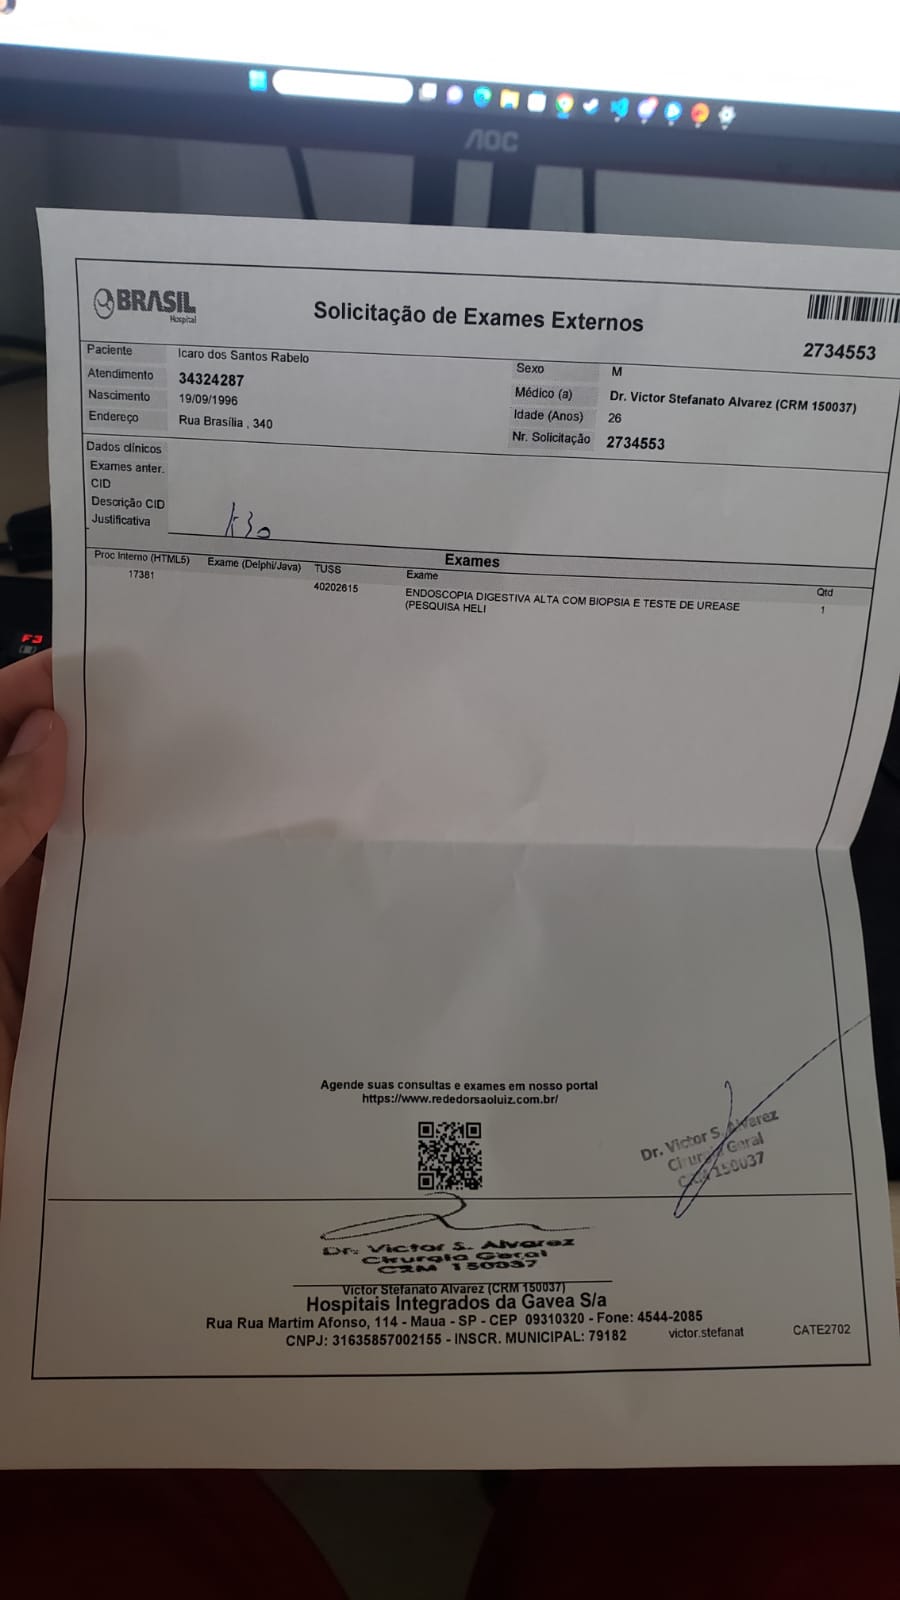 AOC
BRASIL
Hospital
Solicitação de Exames Externos
2734553
Paciente Icaro dos Santos Rabelo
Sexo M
Atendimento 34324287
Médico (a) Dr. Victor Stefanato Alvarez (CRM 150037)
Nascimento 19/09/1996
Idade (Anos) 26
Endereço Rua Brasília , 340
Nr. Solicitação 2734553
Dados clínicos
Exames anter.
CID
Descrição CID
Justificativa
K30
Exames
Proc Interno (HTML5) Exame (Delphi/Java) TUSS Exame Qtd
17381 40202615 ENDOSCOPIA DIGESTIVA ALTA COM BIOPSIA E TESTE DE UREASE 1
(PESQUISA HELI
F3
Agende suas consultas e exames em nosso portal
https://www.rededorsaoluiz.com.br/
Dr. Victor S. Alvarez
Cirurgia Geral
CRM 150037
Dr. Victor S. Alvarez
Cirurgia Geral
CRM 150037
Victor Stefanato Alvarez (CRM 150037)
Hospitais Integrados da Gavea S/a
Rua Rua Martim Afonso, 114 - Maua - SP - CEP 09310320 - Fone: 4544-2085
CNPJ: 31635857002155 - INSCR. MUNICIPAL: 79182 victor.stefanat CATE2702